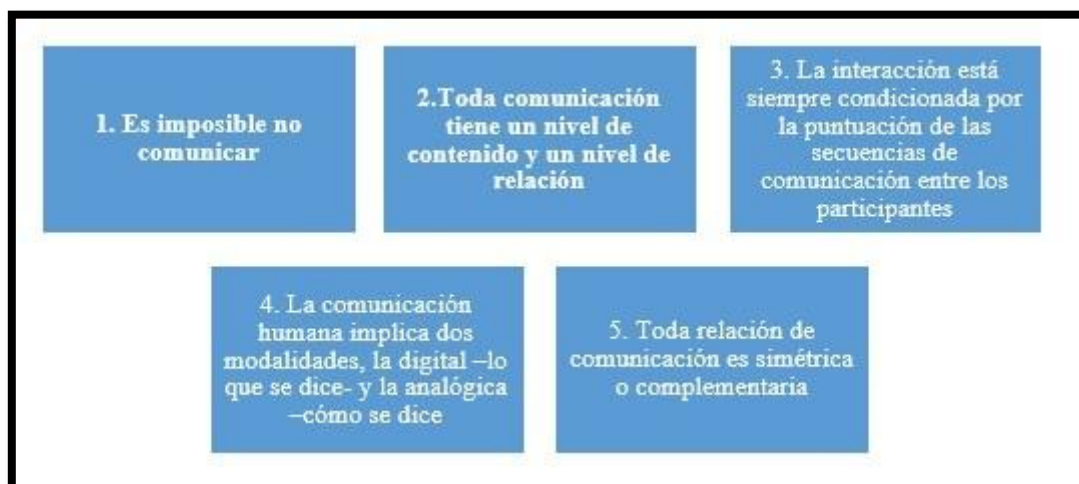 1. Es imposible no
comunicar
2.Toda comunicación
tiene un nivel de
contenido y un nivel de
relación
3. La interacción está
siempre condicionada por
la puntuación de las
secuencias de
comunicación entre los
participantes
4. La comunicación
humana implica dos
modalidades, la digital –lo
que se dice- y la analógica
–cómo se dice
5. Toda relación de
comunicación es simétrica
o complementaria